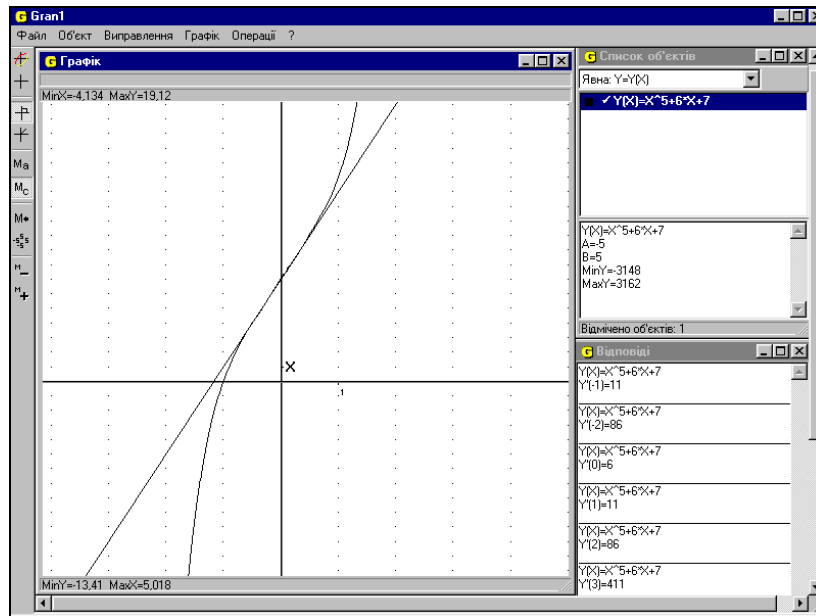 Gran1
Файл Об'єкт Виправлення Графік Операції ?
Графік
MinX=-4,134 MaxY=19,12
X
1
MinY=-13,41 MaxX=5,018
Ma
Mc
M
M
M
Список об'єктів
Явна: Y=Y(X)
Y(X)=X^5+6*X+7
Y(X)=X^5+6*X+7
A=-5
B=5
MinY=-3148
MaxY=3162
Відмічено об'єктів: 1
Відповіді
Y(X)=X^5+6*X+7
Y'(-1)=11
Y(X)=X^5+6*X+7
Y'(-2)=86
Y(X)=X^5+6*X+7
Y'(0)=6
Y(X)=X^5+6*X+7
Y'(1)=11
Y(X)=X^5+6*X+7
Y'(2)=86
Y(X)=X^5+6*X+7
Y'(3)=411